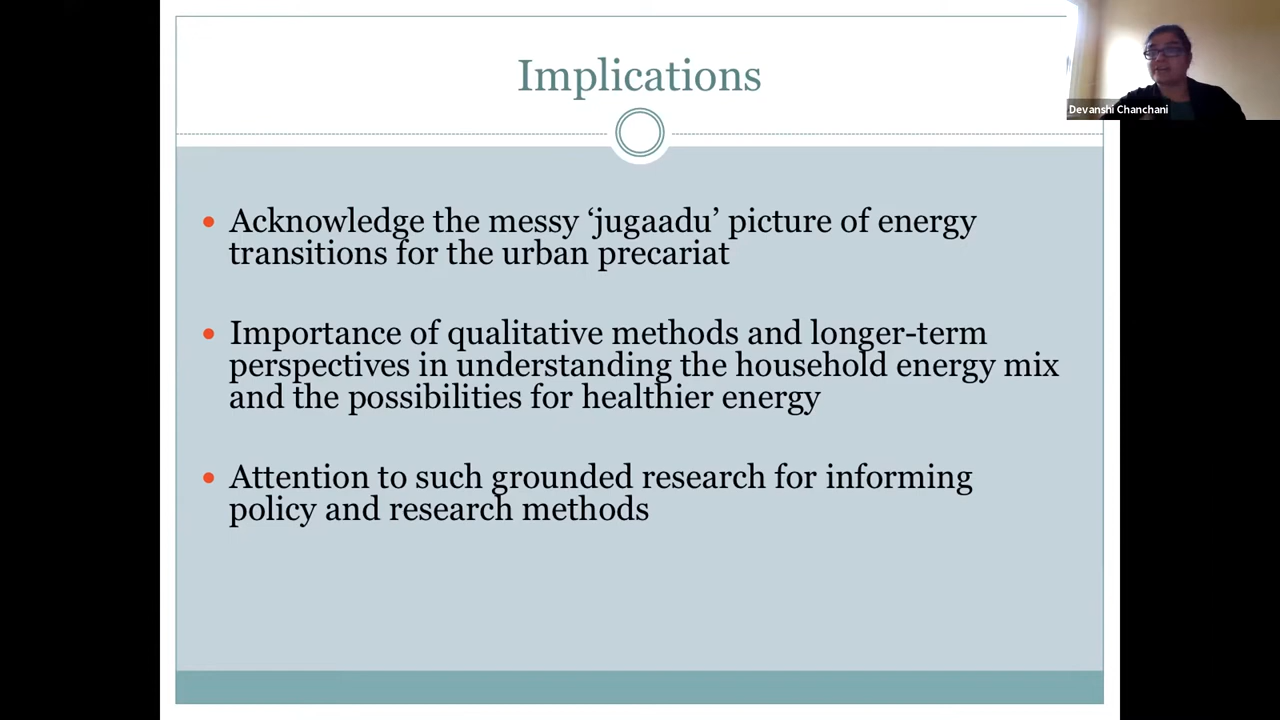 Implications
Devanshi Chanchani
• Acknowledge the messy ‘jugaadu’ picture of energy
transitions for the urban precariat
• Importance of qualitative methods and longer-term
perspectives in understanding the household energy mix
and the possibilities for healthier energy
• Attention to such grounded research for informing
policy and research methods